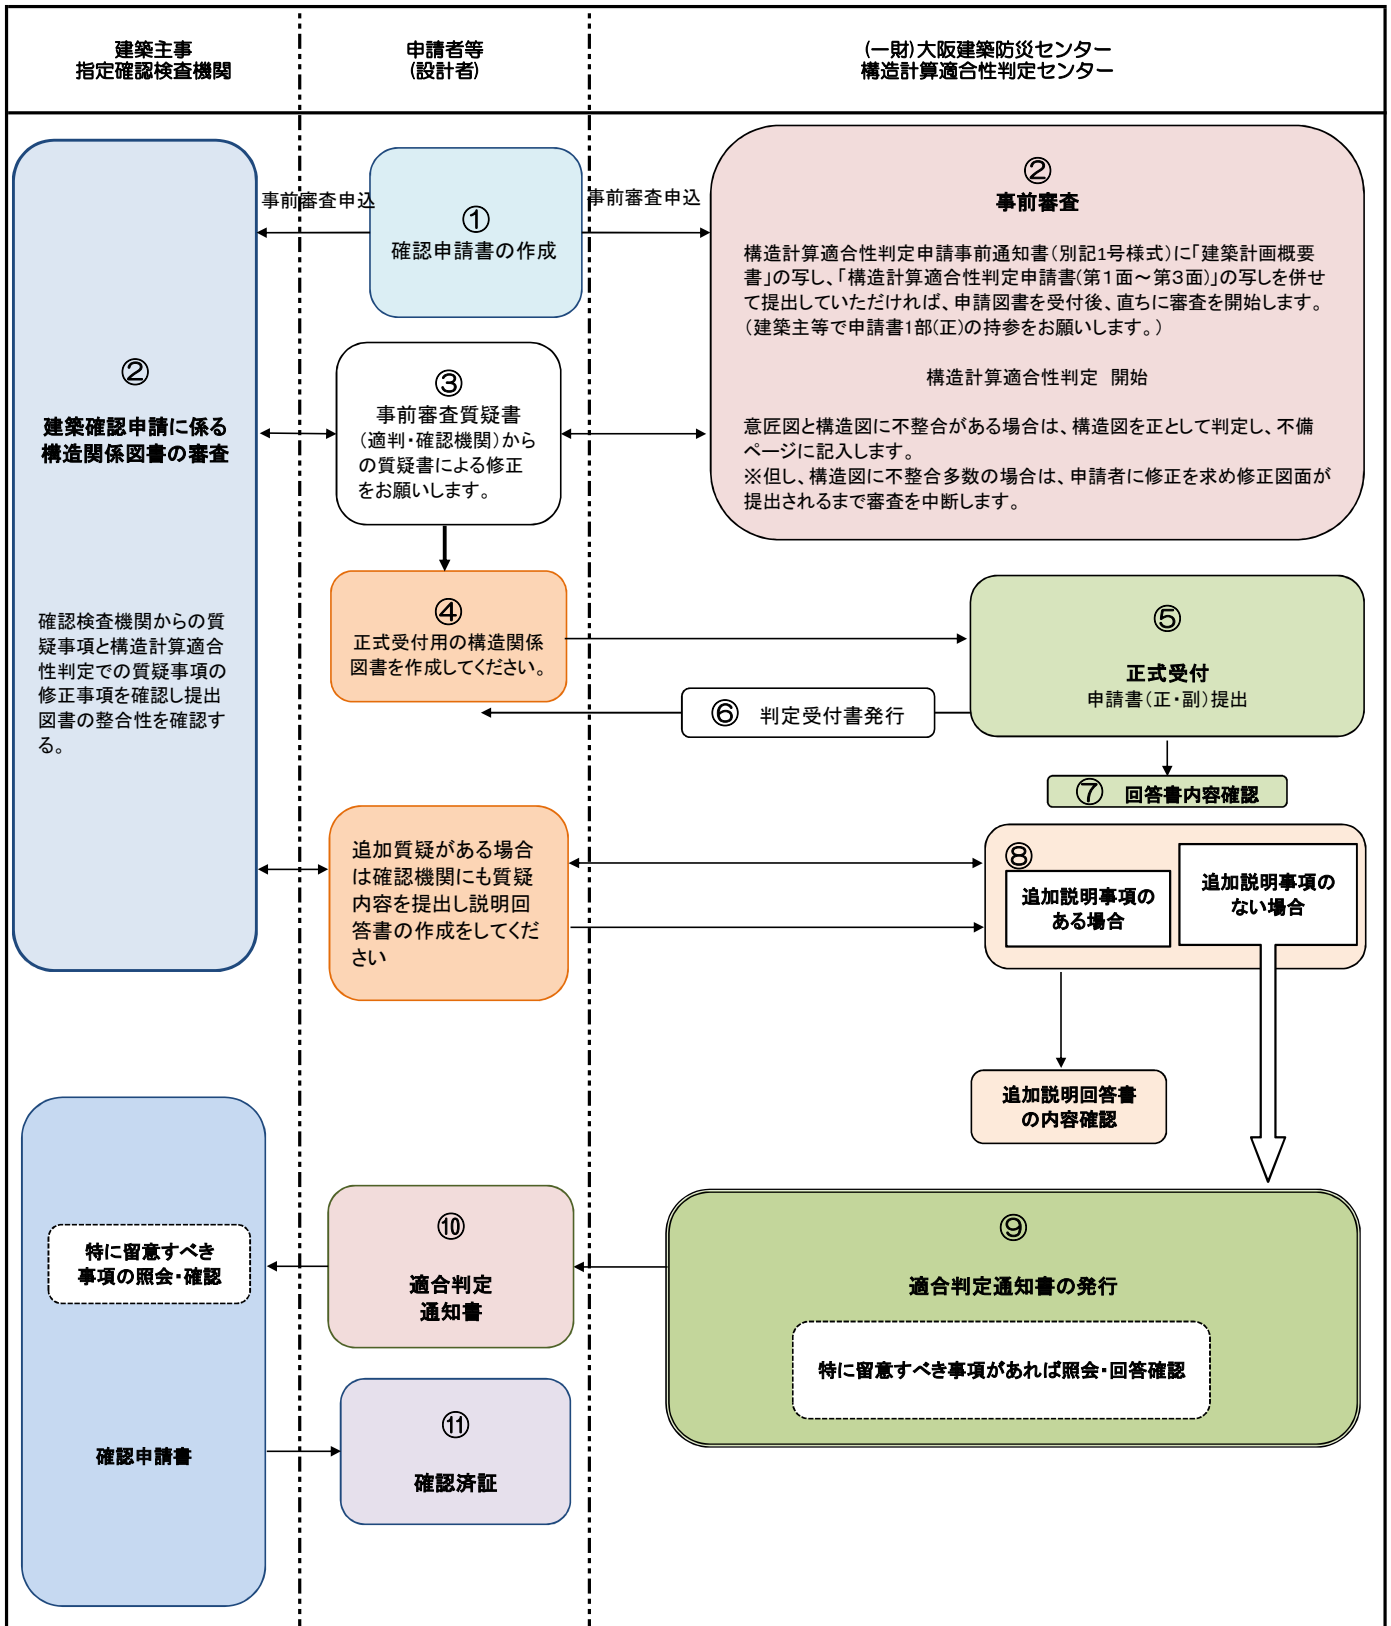 建築主事
指定確認検査機関
申請者等
(設計者)
(一財)大阪建築防災センター
構造計算適合性判定センター
事前審査申込
事前審査申込
①
確認申請書の作成
②
事前審査
構造計算適合性判定申請事前通知書(別記1号様式)に「建築計画概要
書」の写し、「構造計算適合性判定申請書(第1面～第3面)」の写しを併せ
て提出していただければ、申請図書を受付後、直ちに審査を開始します。
(建築主等で申請書1部(正)の持参をお願いします。)
構造計算適合性判定 開始
意匠図と構造図に不整合がある場合は、構造図を正として判定し、不備
ページに記入します。
※但し、構造図に不整合多数の場合は、申請者に修正を求め修正図面が
提出されるまで審査を中断します。
②
建築確認申請に係る
構造関係図書の審査
確認検査機関からの質
疑事項と構造計算適合
性判定での質疑事項の
修正事項を確認し提出
図書の整合性を確認す
る。
③
事前審査質疑書
(適判・確認機関)から
の質疑書による修正
をお願いします。
④
正式受付用の構造関係
図書を作成してください。
⑤
正式受付
申請書(正・副)提出
⑥ 判定受付書発行
⑦ 回答書内容確認
追加質疑がある場合
は確認機関にも質疑
内容を提出し説明回
答書の作成をしてくだ
さい
⑧
追加説明事項の
ある場合
追加説明事項の
ない場合
追加説明回答書
の内容確認
⑨
適合判定通知書の発行
特に留意すべき事項があれば照会・回答確認
⑩
適合判定
通知書
特に留意すべき
事項の照会・確認
確認申請書
⑪
確認済証